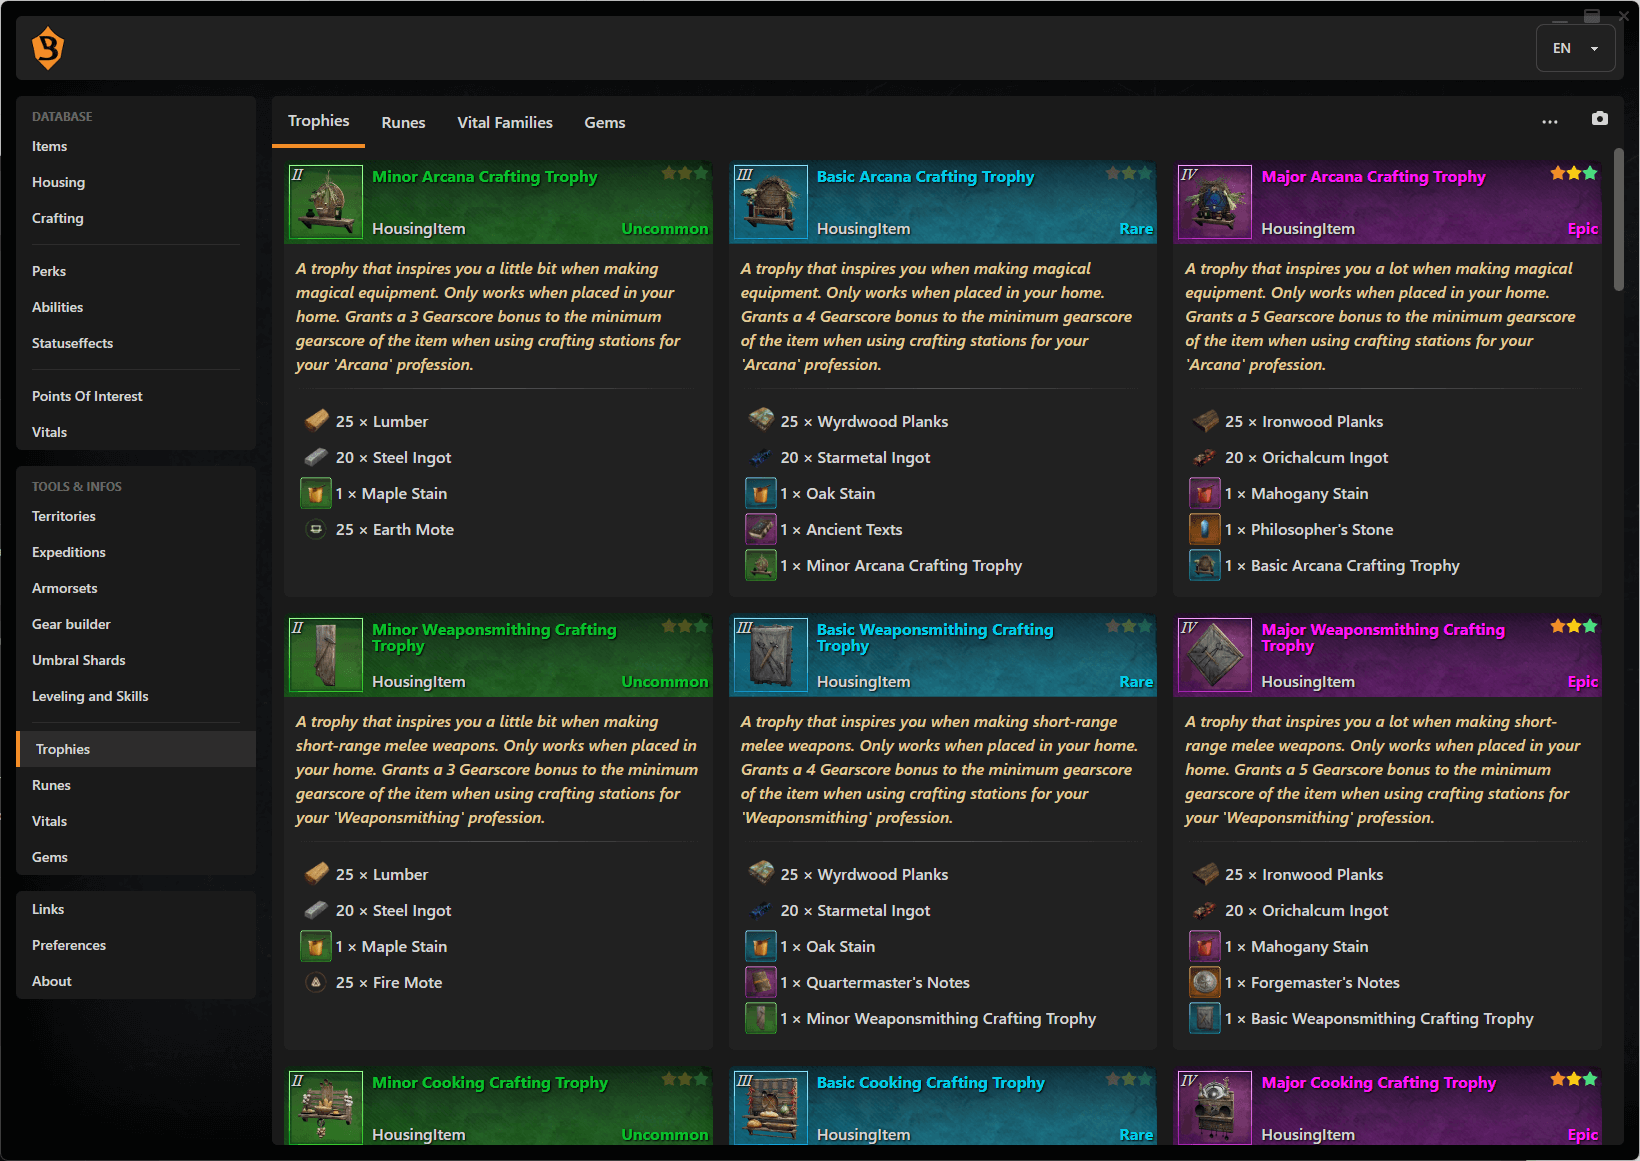 B
EN
DATABASE
Items
Housing
Crafting
Perks
Abilities
Statuseffects
Points Of Interest
Vitals
TOOLS & INFOS
Territories
Expeditions
Armorsets
Gear builder
Umbral Shards
Leveling and Skills
Trophies
Runes
Vitals
Gems
Links
Preferences
About
Trophies
Runes
Vital Families
Gems
II
Minor Arcana Crafting Trophy
HousingItem
Uncommon
A trophy that inspires you a little bit when making
magical equipment. Only works when placed in your
home. Grants a 3 Gearscore bonus to the minimum
gearscore of the item when using crafting stations for
your 'Arcana' profession.
25 × Lumber
20 × Steel Ingot
1 × Maple Stain
25 × Earth Mote
III
Basic Arcana Crafting Trophy
HousingItem
Rare
A trophy that inspires you when making magical
equipment. Only works when placed in your home.
Grants a 4 Gearscore bonus to the minimum gearscore
of the item when using crafting stations for your
'Arcana' profession.
25 × Wyrdwood Planks
20 × Starmetal Ingot
1 × Oak Stain
1 × Ancient Texts
1 × Minor Arcana Crafting Trophy
IV
Major Arcana Crafting Trophy
HousingItem
Epic
A trophy that inspires you a lot when making magical
equipment. Only works when placed in your home.
Grants a 5 Gearscore bonus to the minimum gearscore
of the item when using crafting stations for your
'Arcana' profession.
25 × Ironwood Planks
20 × Orichalcum Ingot
1 × Mahogany Stain
1 × Philosopher's Stone
1 × Basic Arcana Crafting Trophy
II
Minor Weaponsmithing Crafting
Trophy
HousingItem
Uncommon
A trophy that inspires you a little bit when making
short-range melee weapons. Only works when placed in
your home. Grants a 3 Gearscore bonus to the minimum
gearscore of the item when using crafting stations for
your 'Weaponsmithing' profession.
25 × Lumber
20 × Steel Ingot
1 × Maple Stain
25 × Fire Mote
III
Basic Weaponsmithing Crafting
Trophy
HousingItem
Rare
A trophy that inspires you when making short-range
melee weapons. Only works when placed in your home.
Grants a 4 Gearscore bonus to the minimum gearscore
of the item when using crafting stations for your
'Weaponsmithing' profession.
25 × Wyrdwood Planks
20 × Starmetal Ingot
1 × Oak Stain
1 × Quartermaster's Notes
1 × Minor Weaponsmithing Crafting Trophy
IV
Major Weaponsmithing Crafting
Trophy
HousingItem
Epic
A trophy that inspires you a lot when making short-
range melee weapons. Only works when placed in your
home. Grants a 5 Gearscore bonus to the minimum
gearscore of the item when using crafting stations for
your 'Weaponsmithing' profession.
25 × Ironwood Planks
20 × Orichalcum Ingot
1 × Mahogany Stain
1 × Forgemaster's Notes
1 × Basic Weaponsmithing Crafting Trophy
II
Minor Cooking Crafting Trophy
HousingItem
Uncommon
III
Basic Cooking Crafting Trophy
HousingItem
Rare
IV
Major Cooking Crafting Trophy
HousingItem
Epic